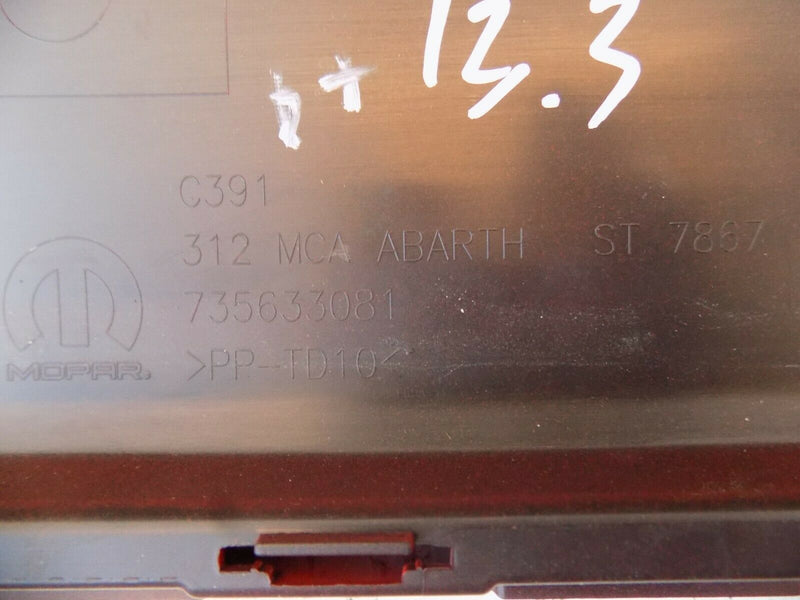 13.3
C391
312 MCA ABARTH ST 7867
735633081
MOPAR.
>PP-TD10<